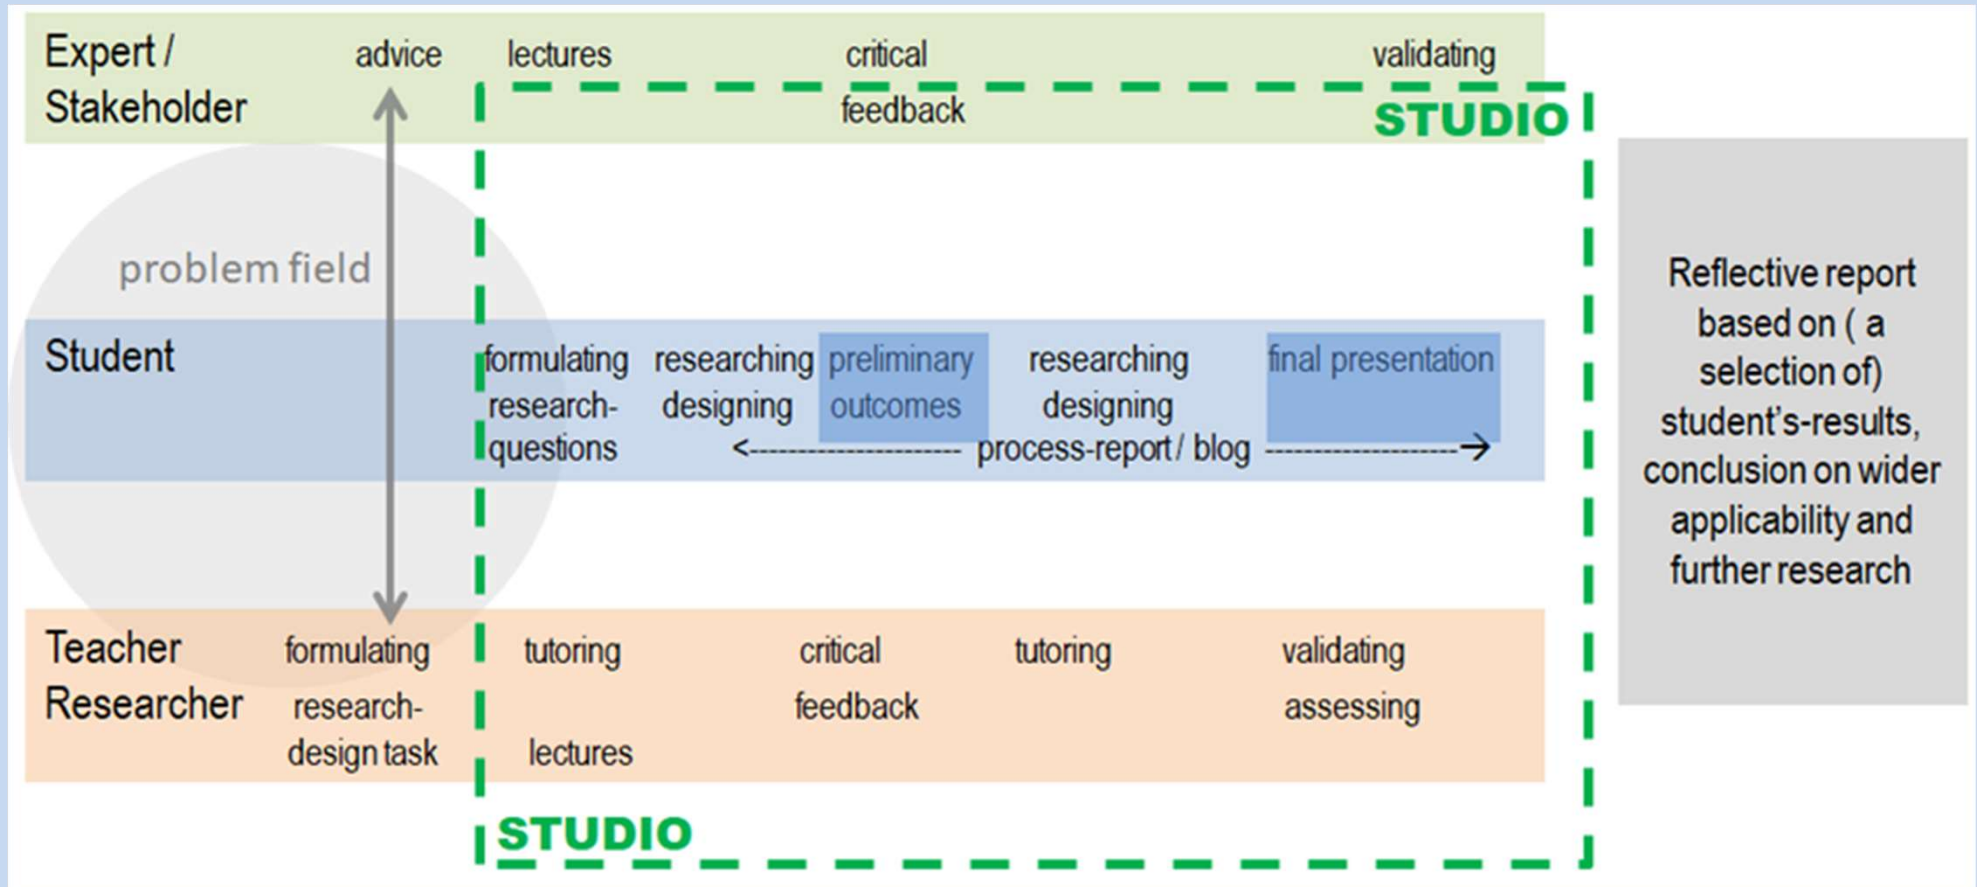 Expert / advice lectures critical validating
Stakeholder feedback STUDIO
problem field
Student formulating researching preliminary researching final presentation
research- designing outcomes designing
questions <--------------------- process-report / blog -------------------→
Teacher formulating tutoring critical tutoring validating
Researcher research- feedback assessing
design task lectures
STUDIO
Reflective report
based on ( a
selection of)
student's-results,
conclusion on wider
applicability and
further research